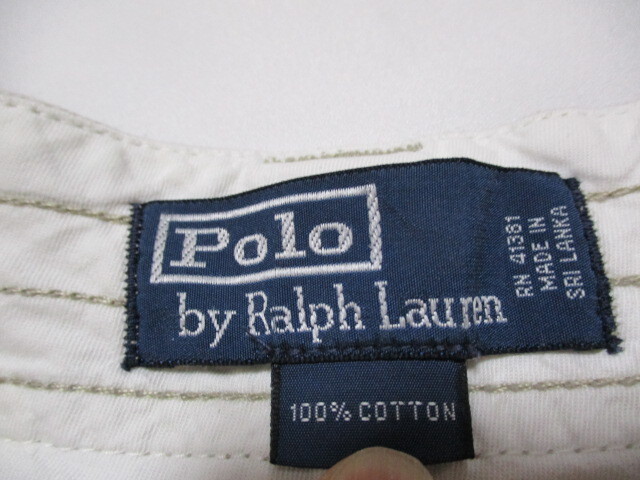 Polo
by Ralph Lauren
RN 41381
MADE IN
SRI LANKA
100% COTTON